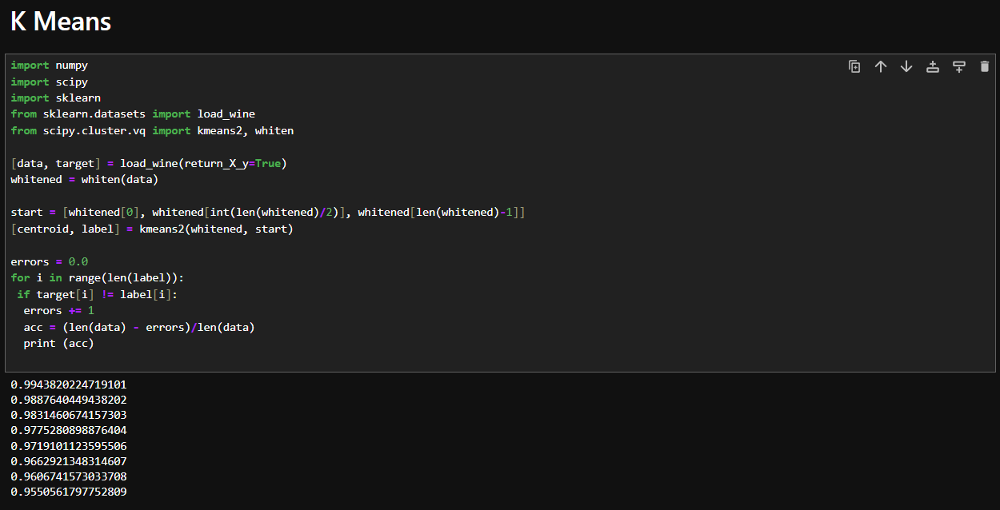 K Means
import numpy
import scipy
import sklearn
from sklearn.datasets import load_wine
from scipy.cluster.vq import kmeans2, whiten
[data, target] = load_wine(return_X_y=True)
whitened = whiten(data)
start = [whitened[0], whitened[int(len(whitened)/2)], whitened[len(whitened)-1]]
[centroid, label] = kmeans2(whitened, start)
errors = 0.0
for i in range(len(label)):
 if target[i] != label[i]:
  errors += 1
  acc = (len(data) - errors)/len(data)
  print (acc)
0.9943820224719101
0.9887640449438202
0.9831460674157303
0.9775280898876404
0.9719101123595506
0.9662921348314607
0.9606741573033708
0.9550561797752809